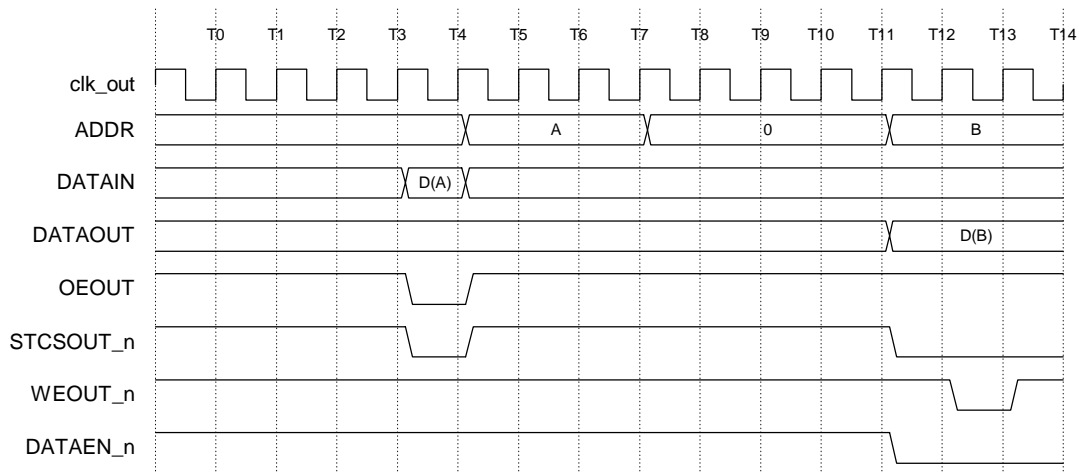 T0 T1 T2 T3 T4 T5 T6 T7 T8 T9 T10 T11 T12 T13 T14
clk_out
ADDR A 0 B
DATAIN D(A)
DATAOUT D(B)
OEOUT
STCSOUT_n
WEOUT_n
DATAEN_n